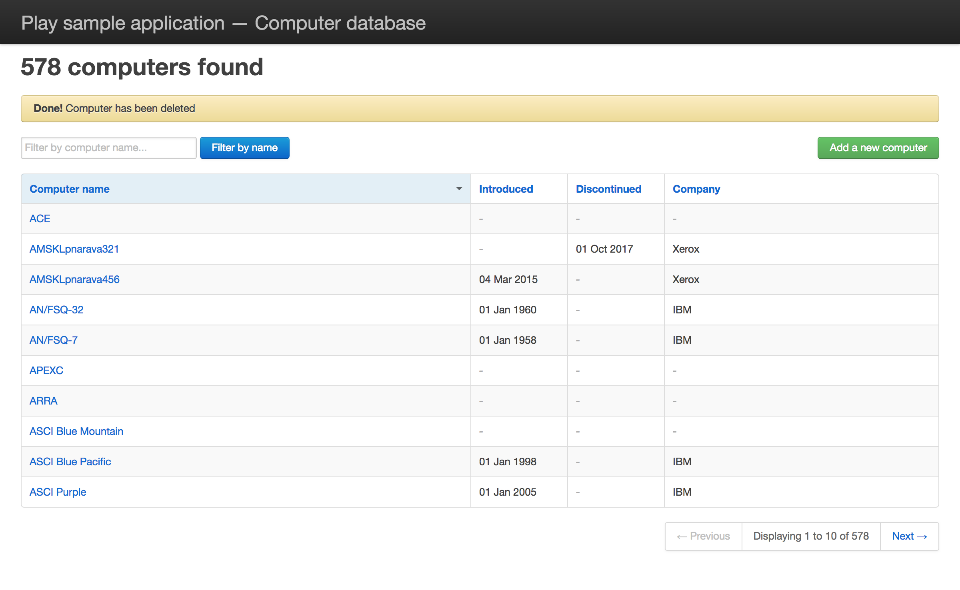 Play sample application — Computer database
578 computers found
Done! Computer has been deleted
Filter by computer name... Filter by name Add a new computer
Computer name Introduced Discontinued Company
ACE - - -
AMSKLpnarava321 - 01 Oct 2017 Xerox
AMSKLpnarava456 04 Mar 2015 - Xerox
AN/FSQ-32 01 Jan 1960 - IBM
AN/FSQ-7 01 Jan 1958 - IBM
APEXC - - -
ARRA - - -
ASCI Blue Mountain - - -
ASCI Blue Pacific 01 Jan 1998 - IBM
ASCI Purple 01 Jan 2005 - IBM
← Previous Displaying 1 to 10 of 578 Next →